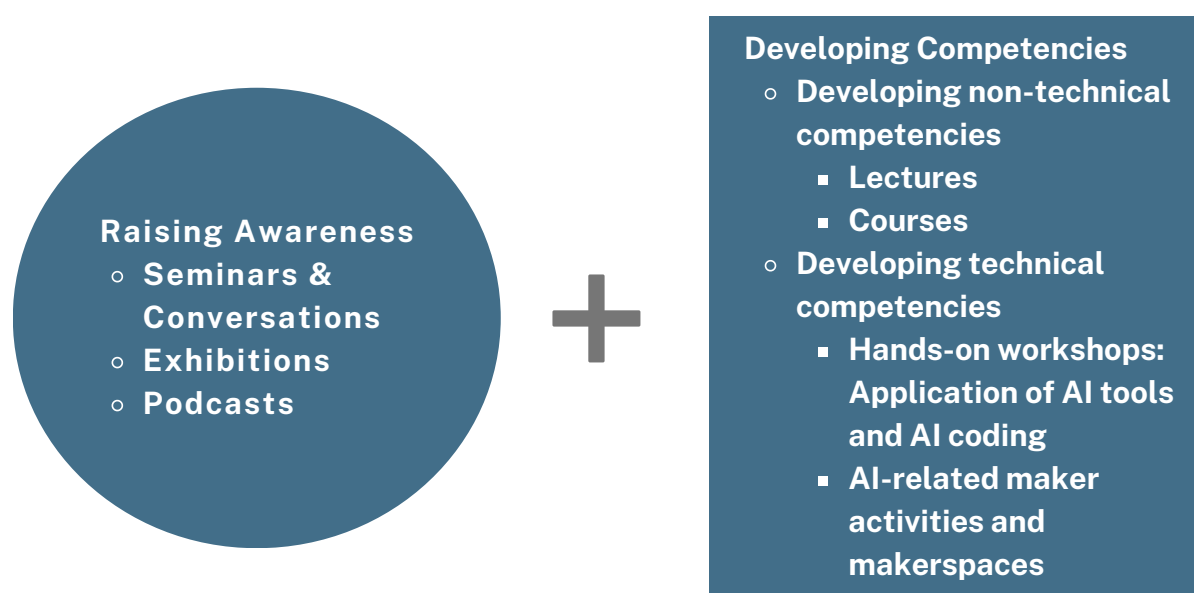 Raising Awareness
Seminars &
Conversations
Exhibitions
Podcasts
Developing Competencies
Developing non-technical
competencies
Lectures
Courses
Developing technical
competencies
Hands-on workshops:
Application of AI tools
and AI coding
AI-related maker
activities and
makerspaces